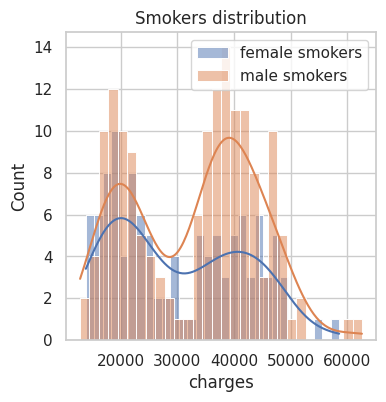 Smokers distribution
female smokers
male smokers
Count
14
12
10
8
6
4
2
0
20000 30000 40000 50000 60000
charges